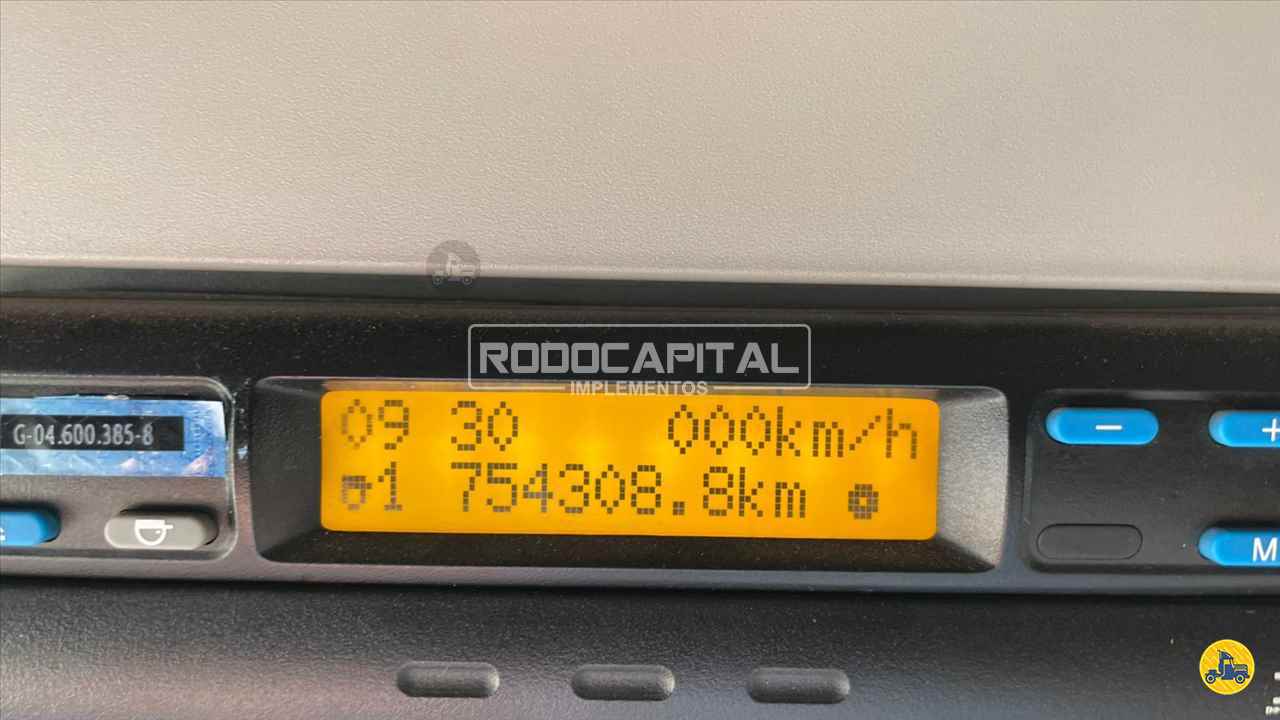 RODOCAPITAL
IMPLEMENTOS
G-04.600.385-8
09 30 000km/h
1 754308.8km
−
+
M